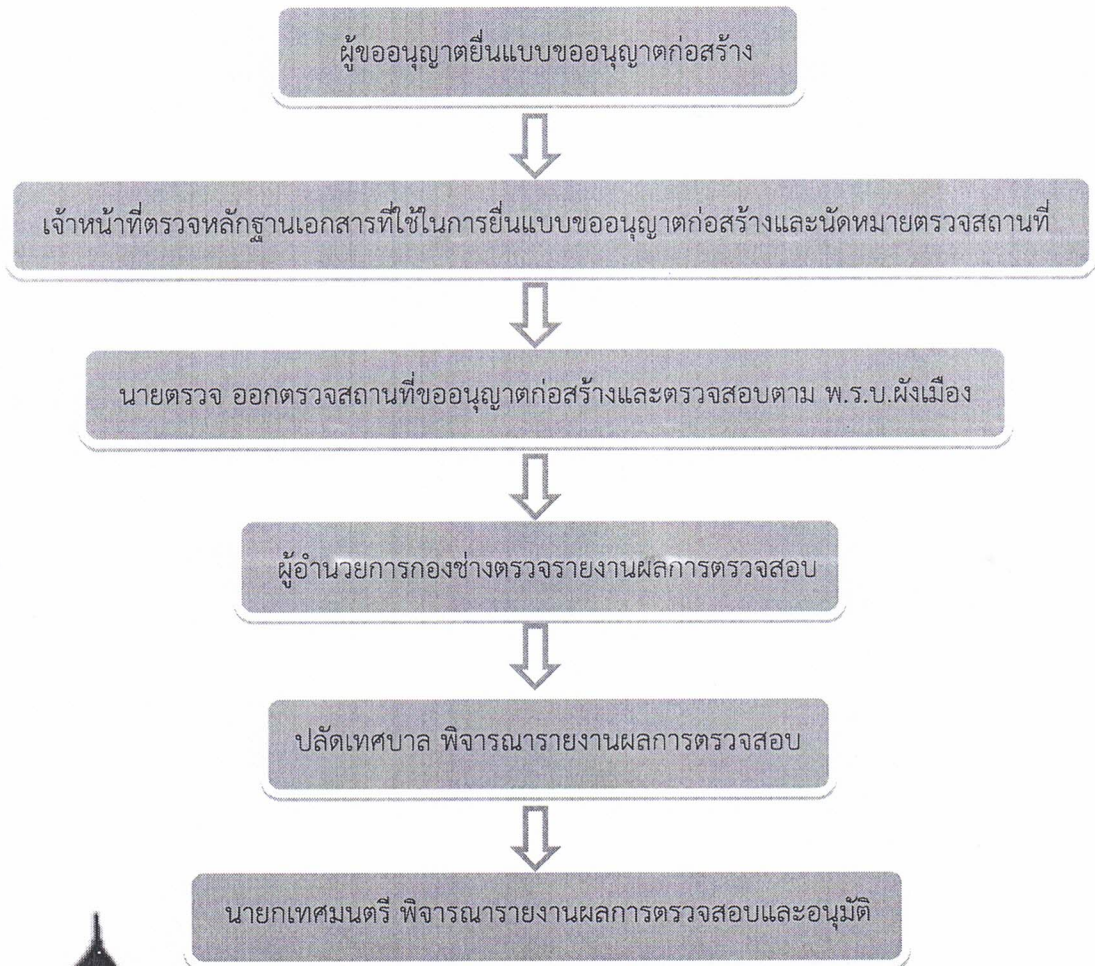 ผู้ขออนุญาตยื่นแบบขออนุญาตก่อสร้าง
เจ้าหน้าที่ตรวจหลักฐานเอกสารที่ใช้ในการยื่นแบบขออนุญาตก่อสร้างและนัดหมายตรวจสถานที่
นายตรวจ ออกตรวจสถานที่ขออนุญาตก่อสร้างและตรวจสอบตาม พ.ร.บ.ผังเมือง
ผู้อำนวยการกองช่างตรวจรายงานผลการตรวจสอบ
ปลัดเทศบาล พิจารณารายงานผลการตรวจสอบ
นายกเทศมนตรี พิจารณารายงานผลการตรวจสอบและอนุมัติ